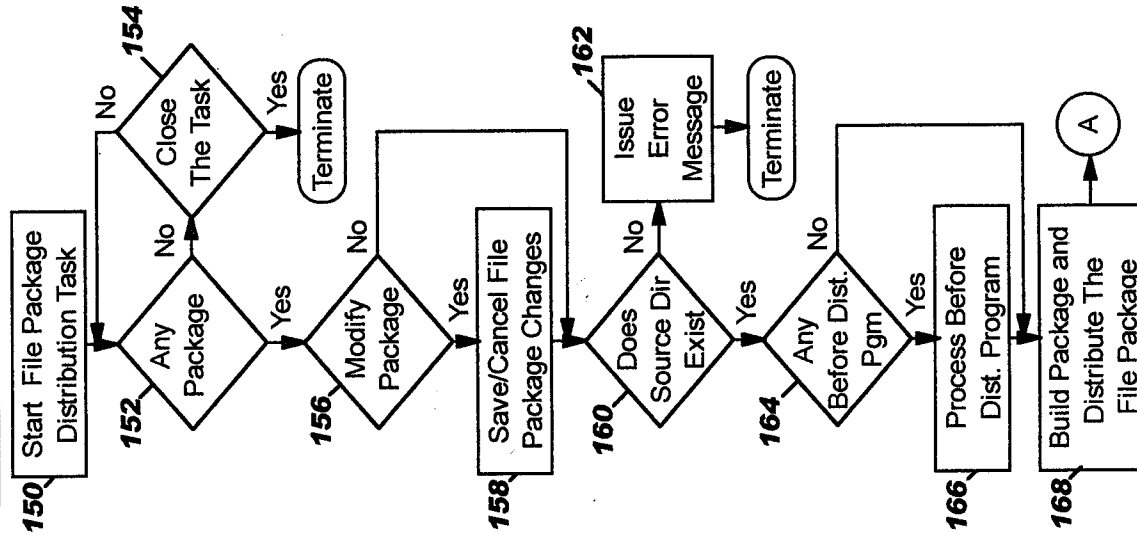 150
Start File Package
Distribution Task
152
Any
Package
No
Yes
154
Close
The Task
No
Yes
Terminate
156
Modify
Package
No
Yes
158
Save/Cancel File
Package Changes
160
Does
Source Dir
Exist
No
Yes
162
Issue
Error
Message
Terminate
164
Any
Before Dist.
Pgm
No
Yes
166
Process Before
Dist. Program
168
Build Package and
Distribute The
File Package
A